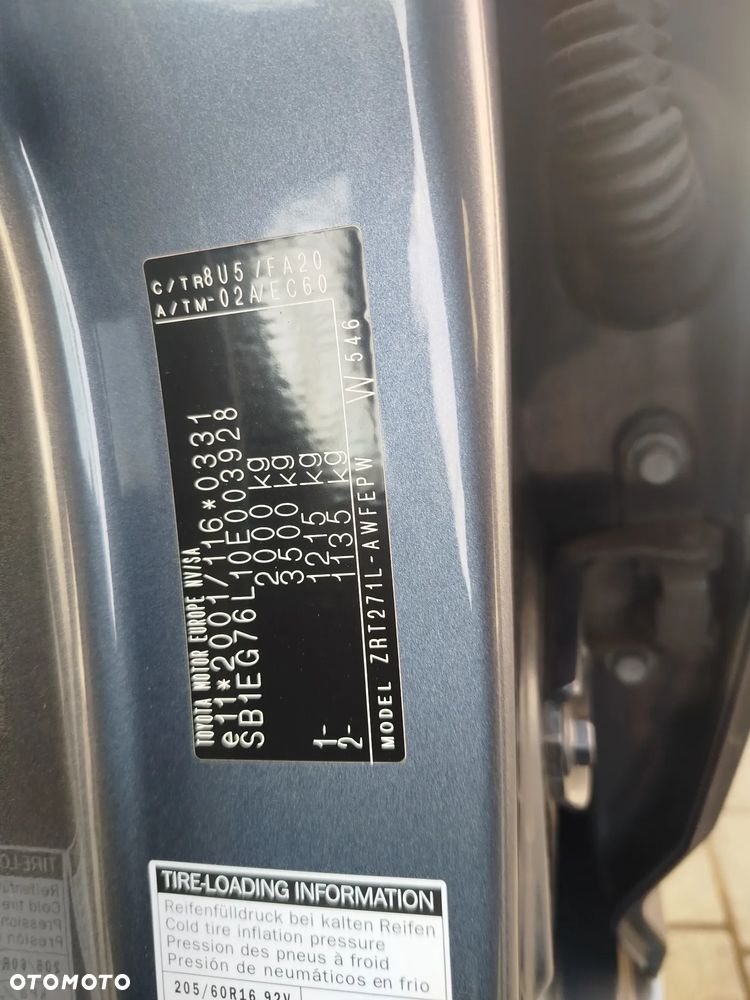 TOYOTA MOTOR EUROPE NV/SA
e11*2001/116*0331
SB1EG76L10E003928
2000 kg
3500 kg
1- 1215 kg
2- 1135 kg
MODEL ZRT271L-AWFEPW W 546
C/TR 8U5 /FA20
A/TM -02A/EC60
TIRE-LOADING INFORMATION
Reifenfülldruck bei kalten Reifen
Cold tire inflation pressure
Pression des pneus à froid
Presión de neumáticos en frio
205/60R16 92V
OTOMOTO